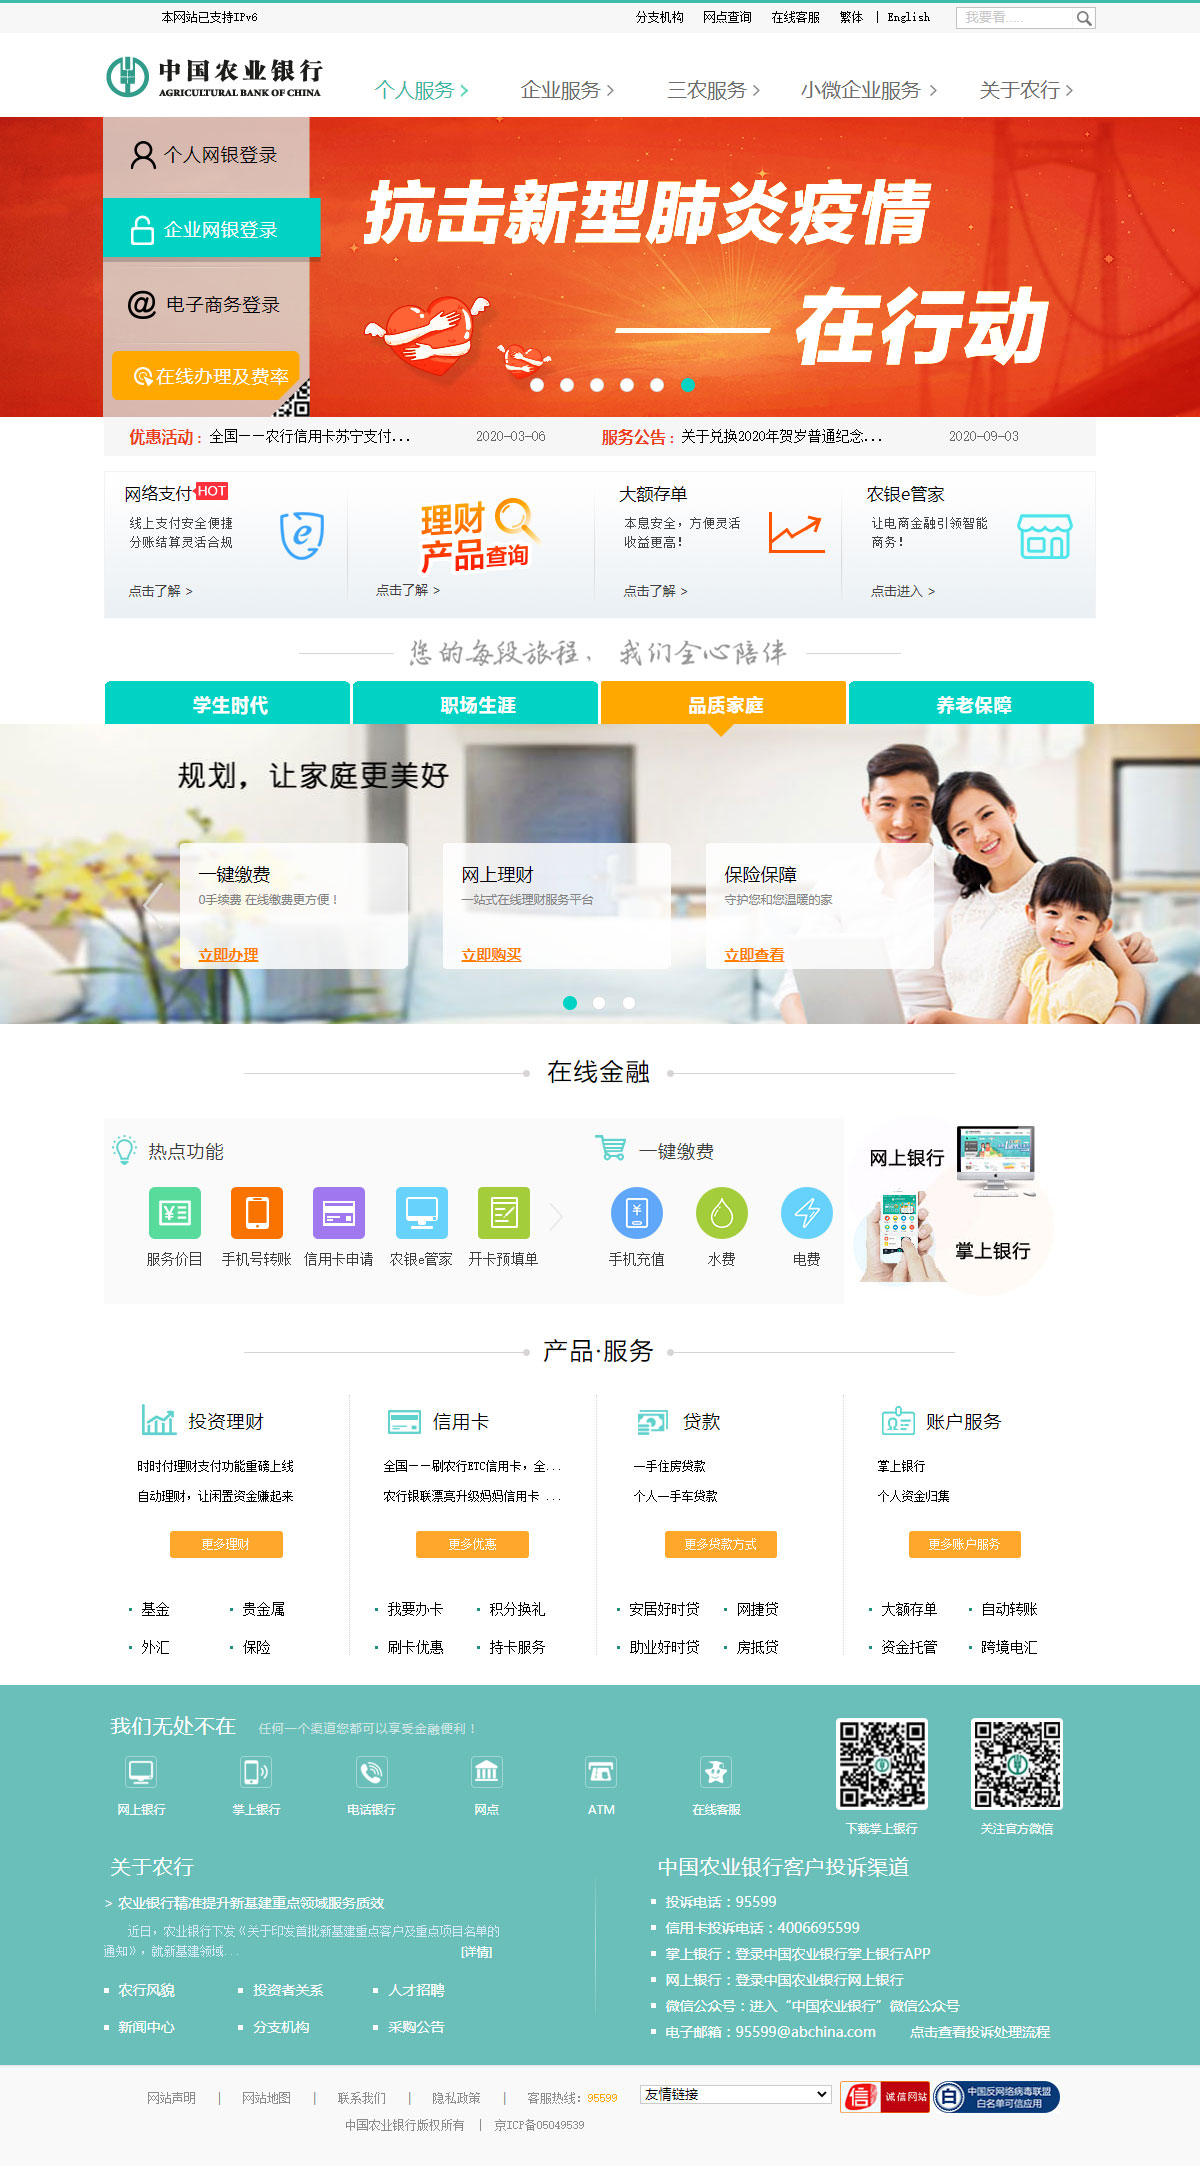 本网站已支持IPv6
分支机构 网点查询 在线客服 繁体 | English
我要看.....
中国农业银行
AGRICULTURAL BANK OF CHINA
个人服务 > 企业服务 > 三农服务 > 小微企业服务 > 关于农行 >
个人网银登录
企业网银登录
@ 电子商务登录
在线办理及费率
抗击新型肺炎疫情
——在行动
优惠活动： 全国——农行信用卡苏宁支付... 2020-03-06
服务公告： 关于兑换2020年贺岁普通纪念... 2020-09-03
网络支付 HOT
线上支付安全便捷
分账结算灵活合规
点击了解 >
理财
产品查询
点击了解 >
大额存单
本息安全，方便灵活
收益更高！
点击了解 >
农银e管家
让电商金融引领智能
商务！
点击进入 >
您的每段旅程，我们全心陪伴
学生时代 职场生涯 品质家庭 养老保障
规划，让家庭更美好
一键缴费
0手续费 在线缴费更方便！
立即办理
网上理财
一站式在线理财服务平台
立即购买
保险保障
守护您和您温暖的家
立即查看
在线金融
热点功能
服务价目 手机号转账 信用卡申请 农银e管家 开卡预填单
一键缴费
手机充值 水费 电费
网上银行
掌上银行
产品·服务
投资理财
时时付理财支付功能重磅上线
自动理财，让闲置资金赚起来
更多理财
基金 贵金属
外汇 保险
信用卡
全国——刷农行ETC信用卡，全...
农行银联漂亮升级妈妈信用卡 ...
更多优惠
我要办卡 积分换礼
刷卡优惠 持卡服务
贷款
一手住房贷款
个人一手车贷款
更多贷款方式
安居好时贷 网捷贷
助业好时贷 房抵贷
账户服务
掌上银行
个人资金归集
更多账户服务
大额存单 自动转账
资金托管 跨境电汇
我们无处不在 任何一个渠道您都可以享受金融便利！
网上银行 掌上银行 电话银行 网点 ATM 在线客服
下载掌上银行 关注官方微信
关于农行
> 农业银行精准提升新基建重点领域服务质效
近日，农业银行下发《关于印发首批新基建重点客户及重点项目名单的
通知》，就新基建领域... [详情]
农行风貌 投资者关系 人才招聘
新闻中心 分支机构 采购公告
中国农业银行客户投诉渠道
投诉电话：95599
信用卡投诉电话：4006695599
掌上银行：登录中国农业银行掌上银行APP
网上银行：登录中国农业银行网上银行
微信公众号：进入“中国农业银行”微信公众号
电子邮箱：95599@abchina.com 点击查看投诉处理流程
网站声明 | 网站地图 | 联系我们 | 隐私政策 | 客服热线：95599
友情链接
信 诚信网站
白 中国反网络病毒联盟
白名单可信应用
中国农业银行版权所有 | 京ICP备05049539